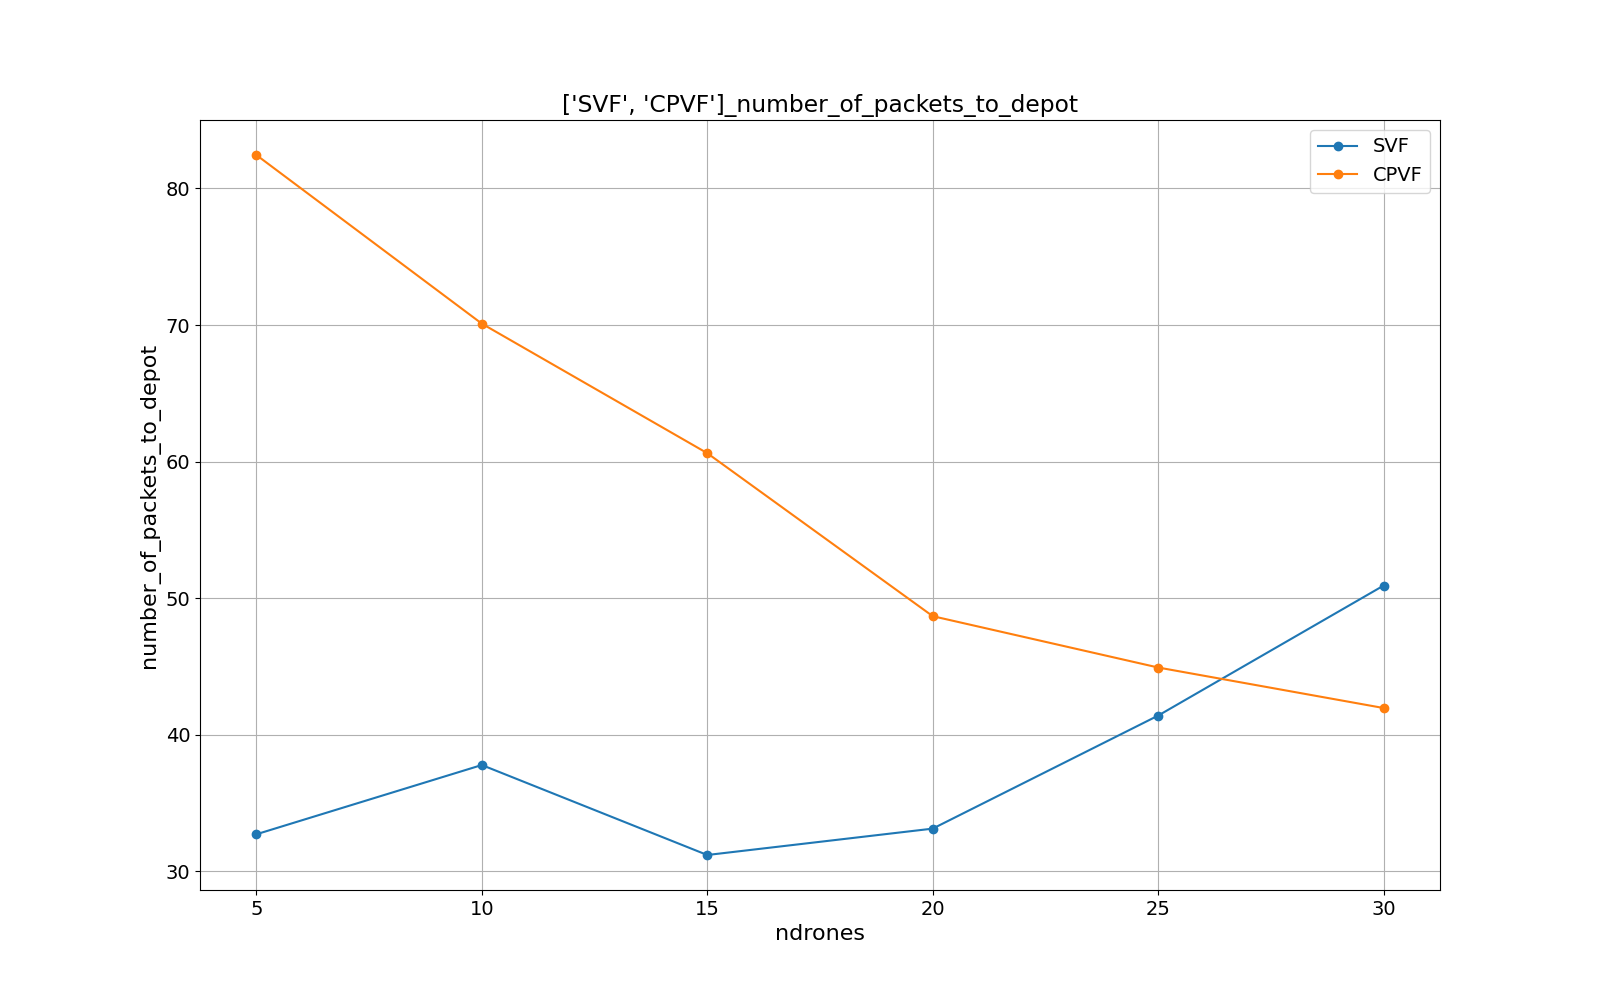 ['SVF', 'CPVF']_number_of_packets_to_depot
SVF
CPVF
number_of_packets_to_depot
80
70
60
50
40
30
5 10 15 20 25 30
ndrones